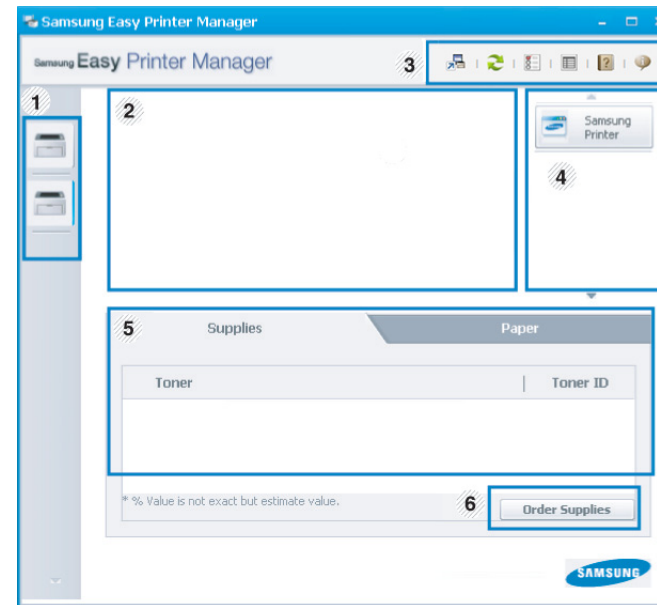 Samsung Easy Printer Manager
Samsung Easy Printer Manager
3
1
2
Samsung
Printer
4
5 Supplies Paper
Toner | Toner ID
* % Value is not exact but estimate value.
6 Order Supplies
SAMSUNG